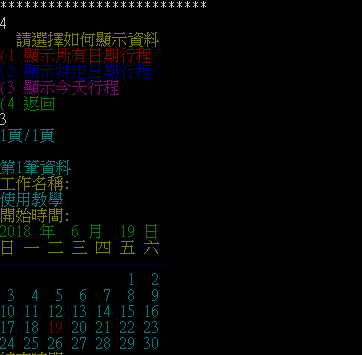 **************************
4
請選擇如何顯示資料
(1 顯示所有日期行程
(2 顯示特定日期行程
(3 顯示今天行程
(4 返回
3
1頁/1頁
第1筆資料
工作名稱:
使用教學
開始時間:
2018 年 6 月 19 日
日 一 二 三 四 五 六
1 2
3 4 5 6 7 8 9
10 11 12 13 14 15 16
17 18 19 20 21 22 23
24 25 26 27 28 29 30